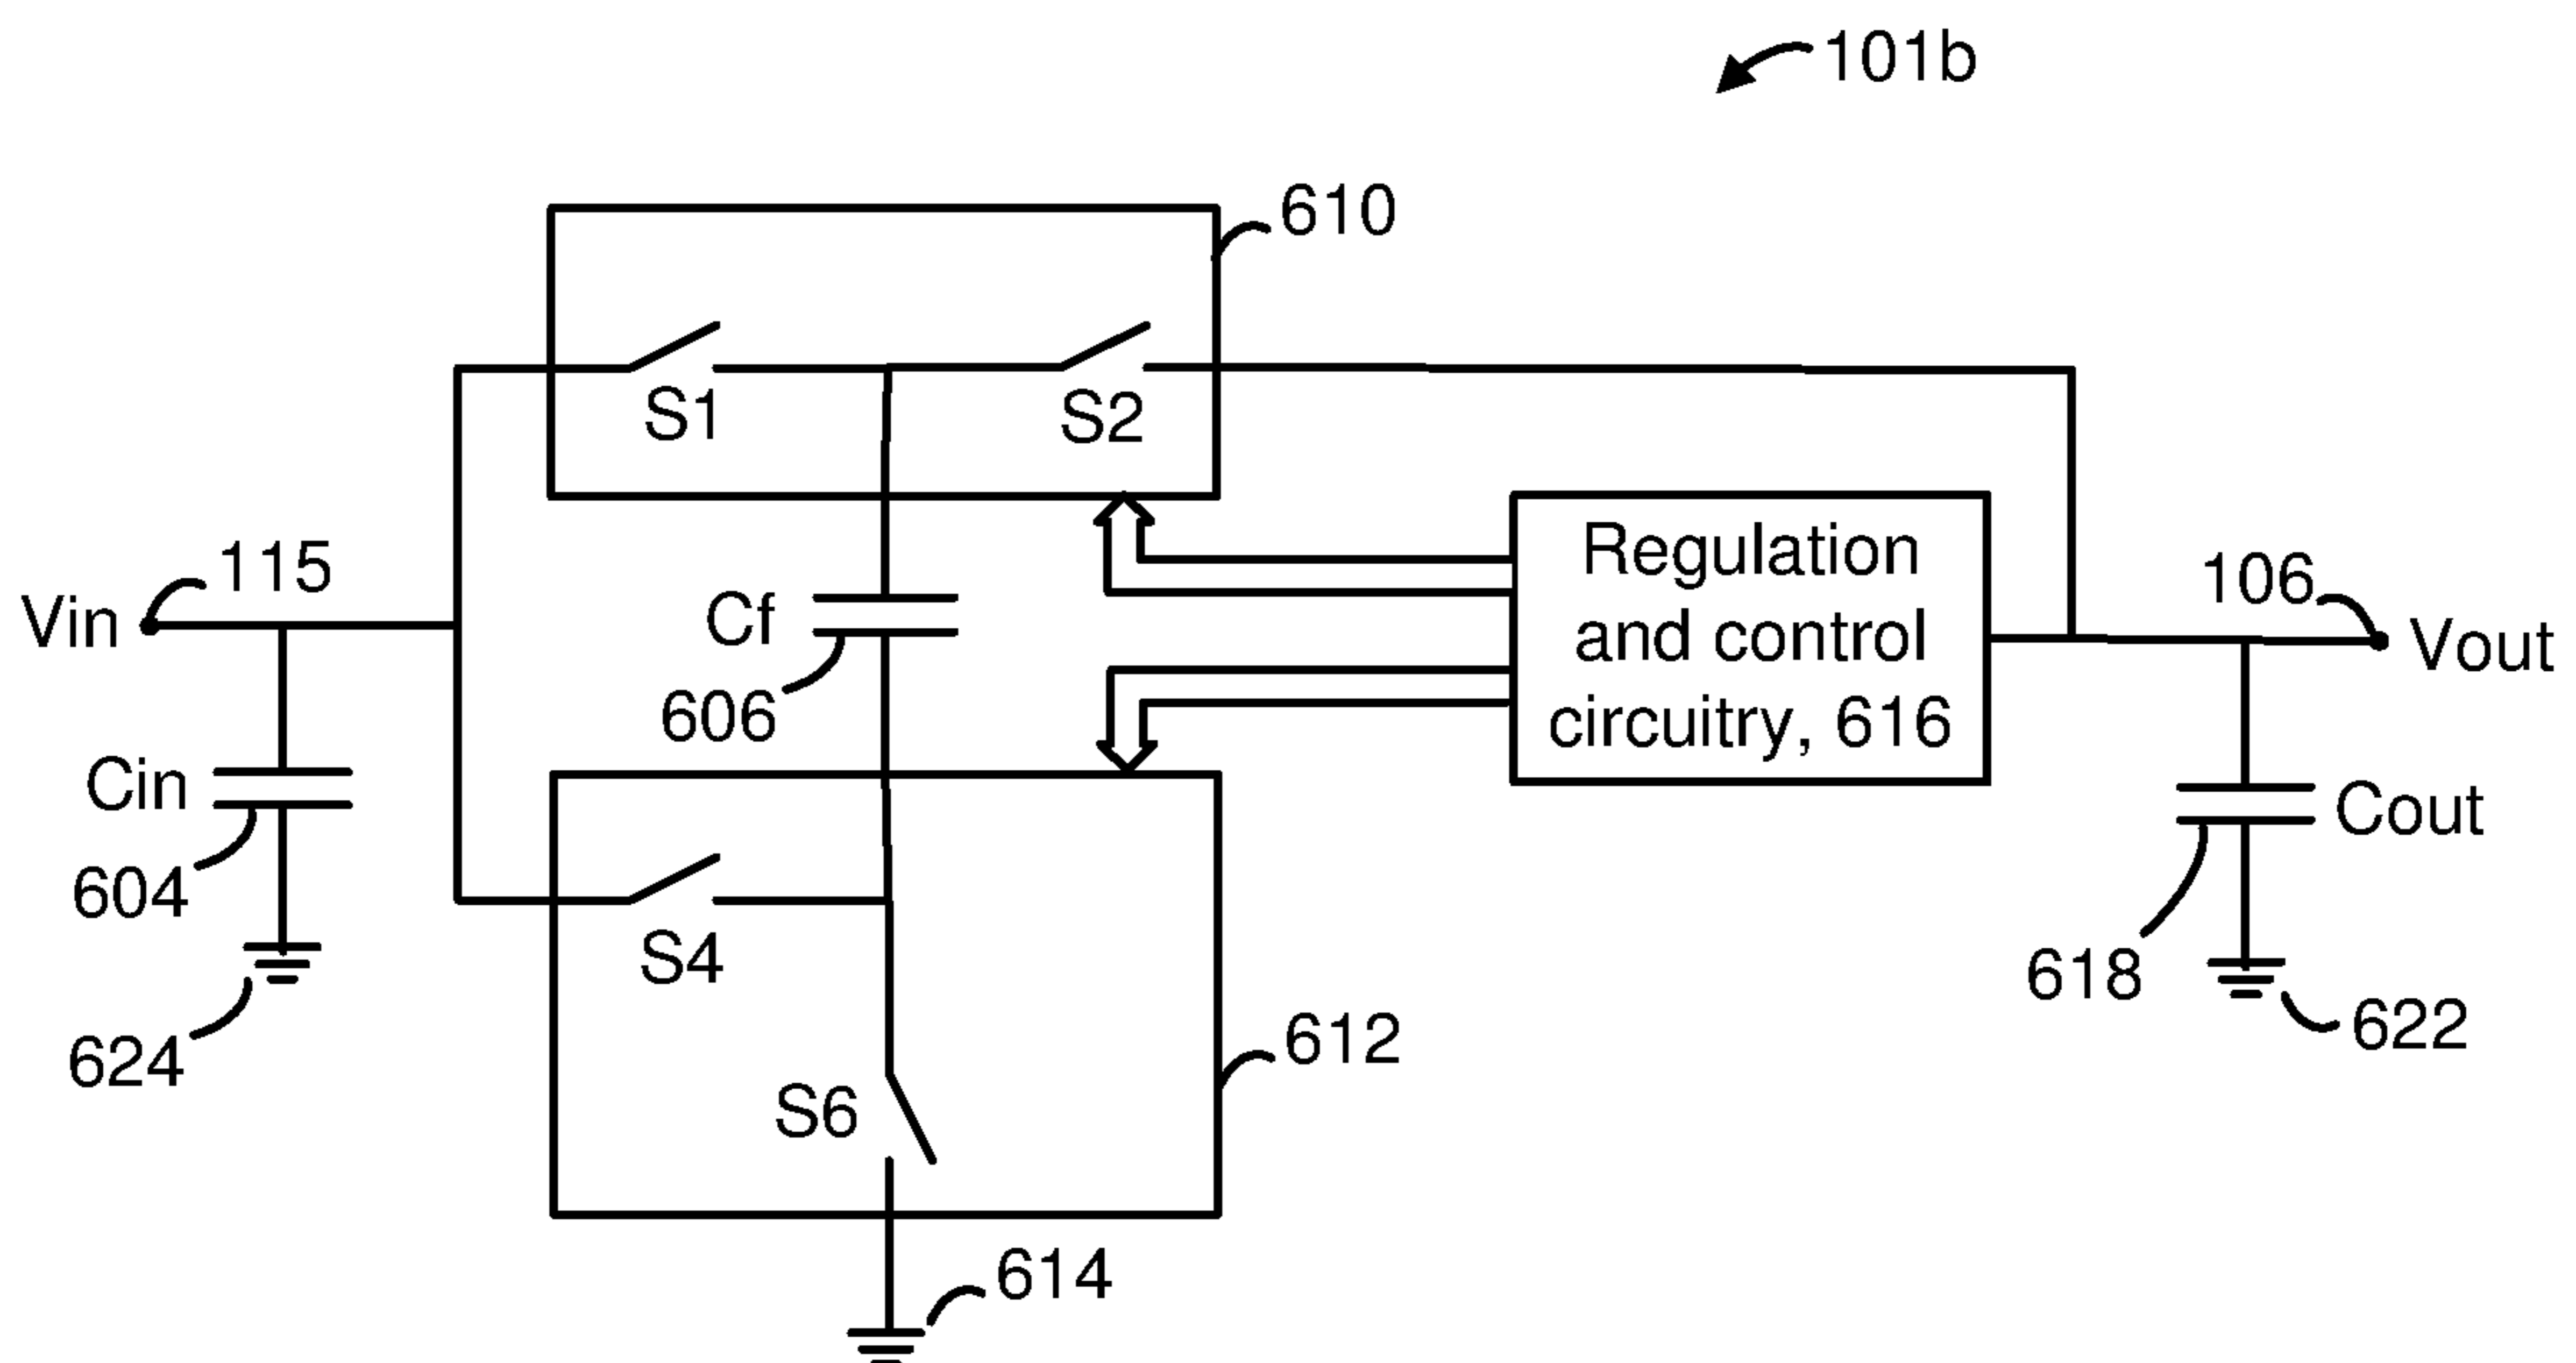 101b
610
S1
S2
115
Vin
Cf
606
Regulation
and control
circuitry, 616
106
Vout
Cin
604
Cout
618
S4
624
612
622
S6
614